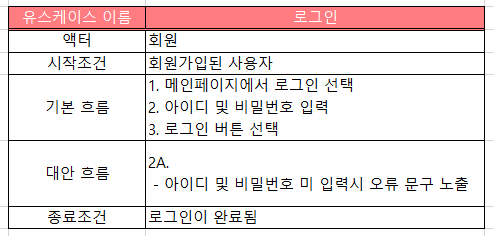 유스케이스 이름 로그인
액터 회원
시작조건 회원가입된 사용자
기본 흐름
1. 메인페이지에서 로그인 선택
2. 아이디 및 비밀번호 입력
3. 로그인 버튼 선택
대안 흐름
2A.
- 아이디 및 비밀번호 미 입력시 오류 문구 노출
종료조건 로그인이 완료됨